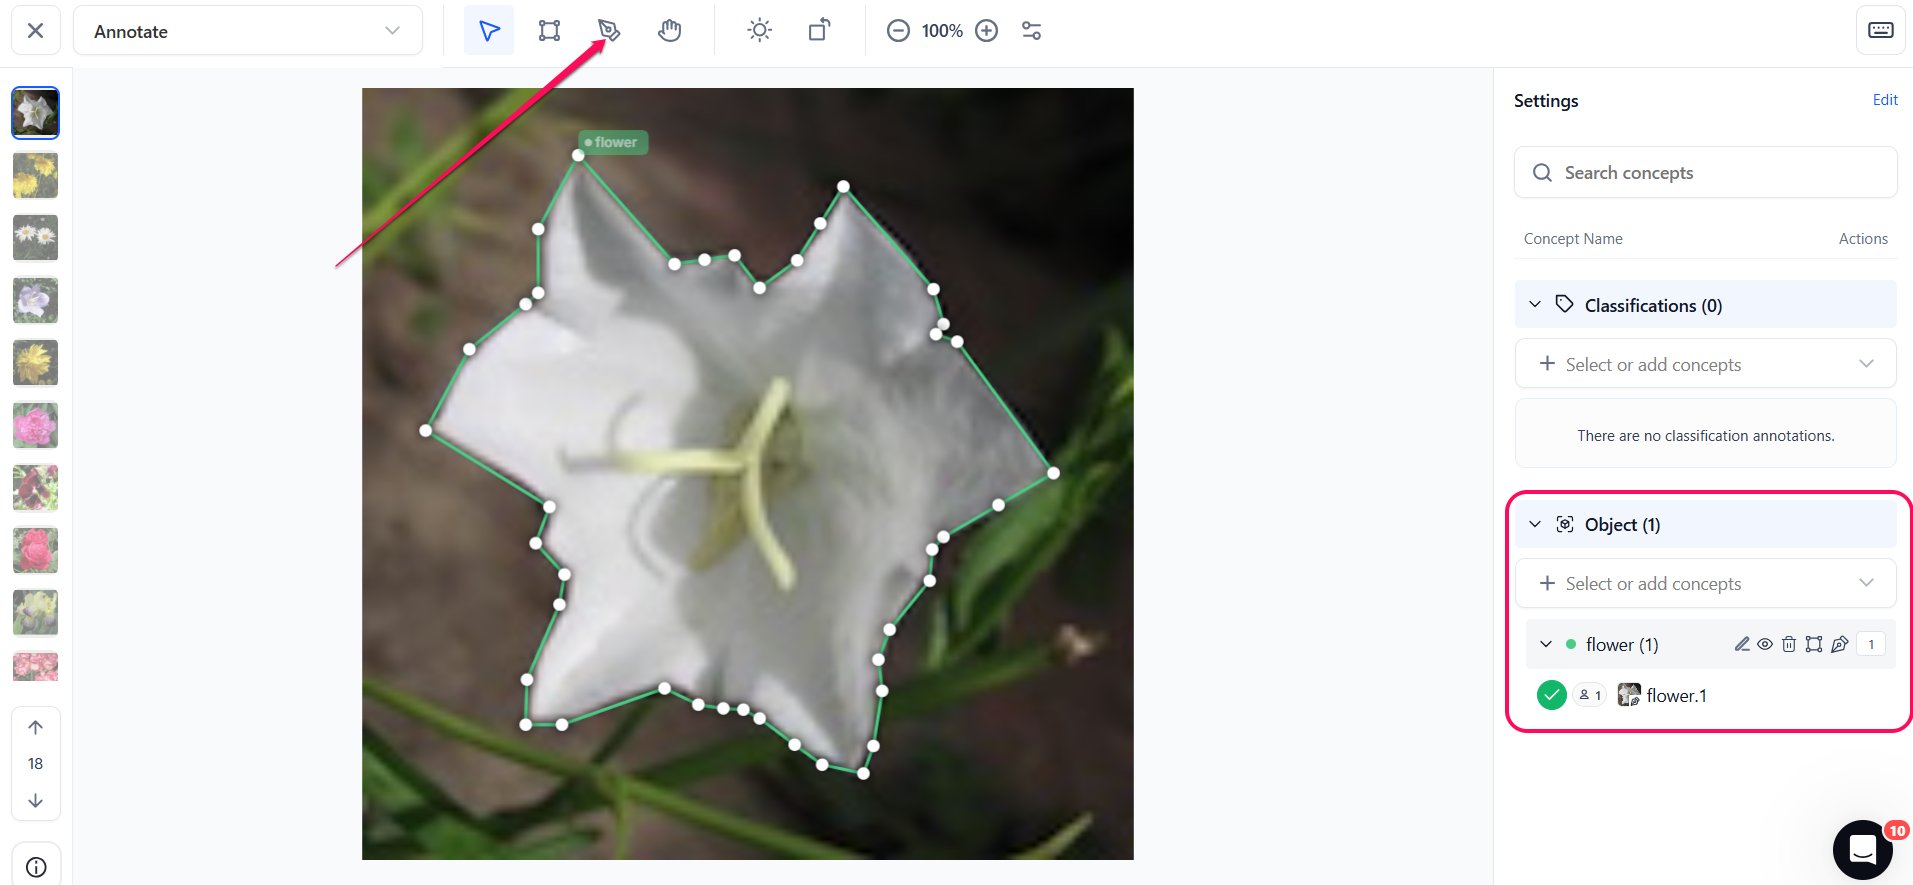 Annotate
100%
flower
18
Settings
Edit
Search concepts
Concept Name
Actions
Classifications (0)
Select or add concepts
There are no classification annotations.
Object (1)
Select or add concepts
flower (1)
1
1
flower.1
10